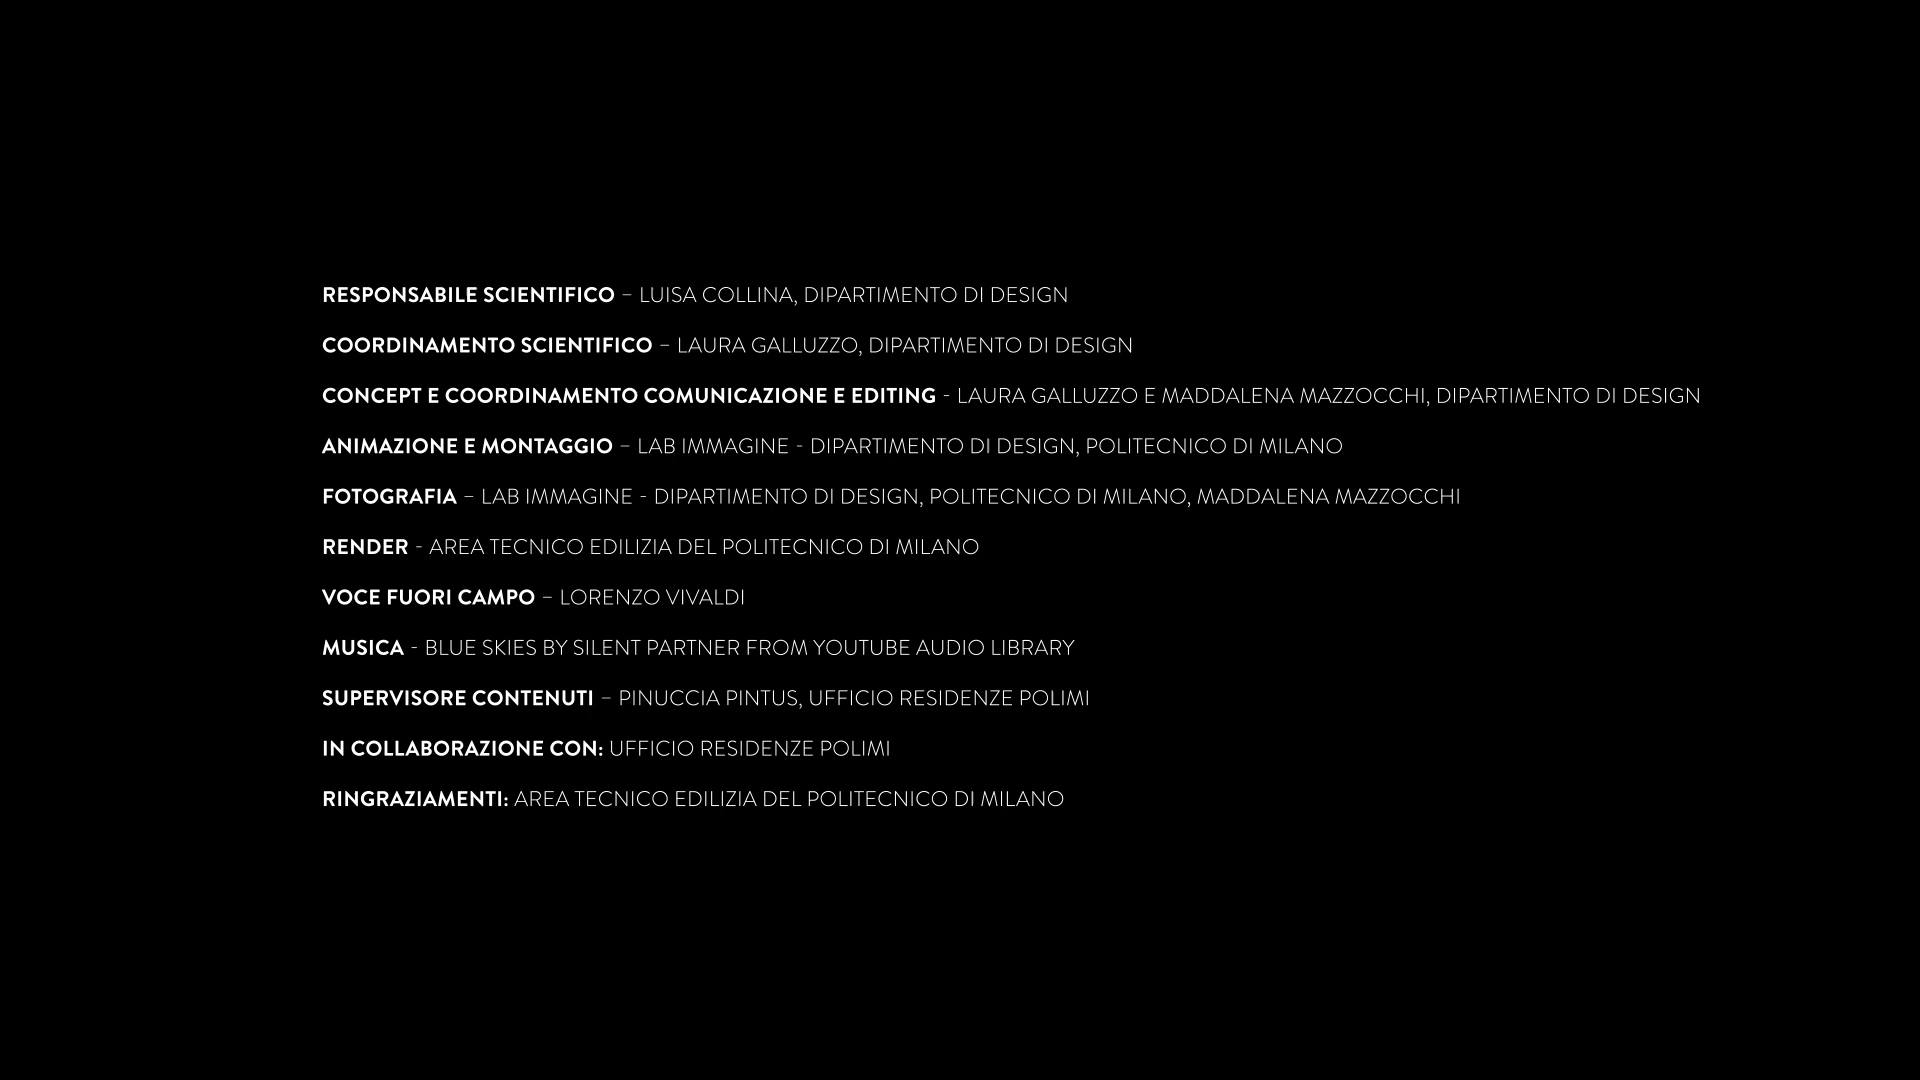 RESPONSABILE SCIENTIFICO – LUISA COLLINA, DIPARTIMENTO DI DESIGN
COORDINAMENTO SCIENTIFICO – LAURA GALLUZZO, DIPARTIMENTO DI DESIGN
CONCEPT E COORDINAMENTO COMUNICAZIONE E EDITING - LAURA GALLUZZO E MADDALENA MAZZOCCHI, DIPARTIMENTO DI DESIGN
ANIMAZIONE E MONTAGGIO – LAB IMMAGINE - DIPARTIMENTO DI DESIGN, POLITECNICO DI MILANO
FOTOGRAFIA – LAB IMMAGINE - DIPARTIMENTO DI DESIGN, POLITECNICO DI MILANO, MADDALENA MAZZOCCHI
RENDER - AREA TECNICO EDILIZIA DEL POLITECNICO DI MILANO
VOCE FUORI CAMPO – LORENZO VIVALDI
MUSICA - BLUE SKIES BY SILENT PARTNER FROM YOUTUBE AUDIO LIBRARY
SUPERVISORE CONTENUTI – PINUCCIA PINTUS, UFFICIO RESIDENZE POLIMI
IN COLLABORAZIONE CON: UFFICIO RESIDENZE POLIMI
RINGRAZIAMENTI: AREA TECNICO EDILIZIA DEL POLITECNICO DI MILANO